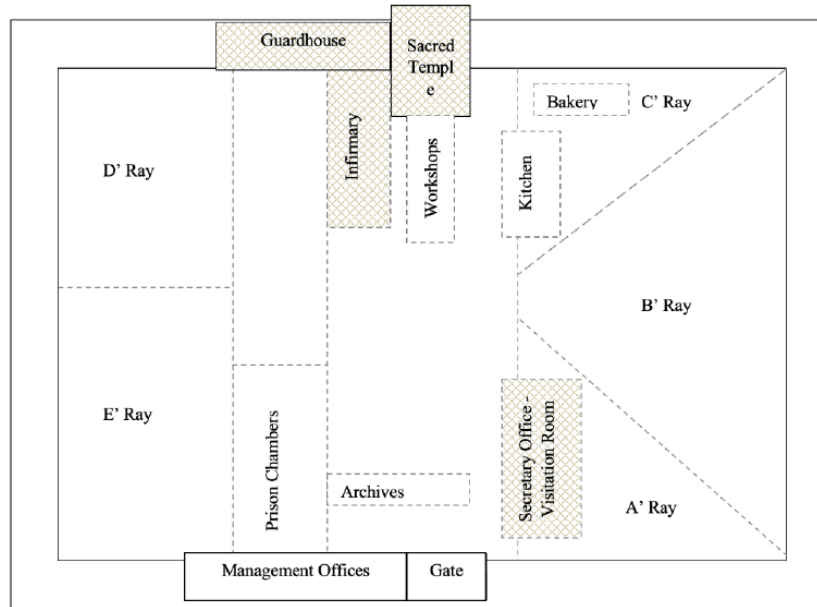 Guardhouse
Sacred
Templ
e
Bakery
C’ Ray
D’ Ray
Infirmary
Workshops
Kitchen
B’ Ray
E’ Ray
Prison Chambers
Secretary Office -
Visitation Room
Archives
A’ Ray
Management Offices
Gate